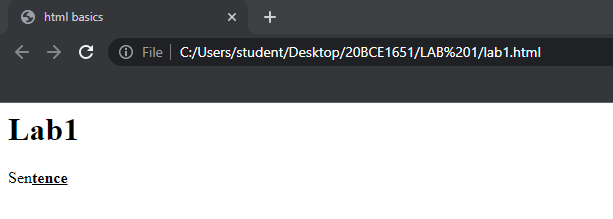 html basics
File C:/Users/student/Desktop/20BCE1651/LAB%201/lab1.html
Lab1
Sentence